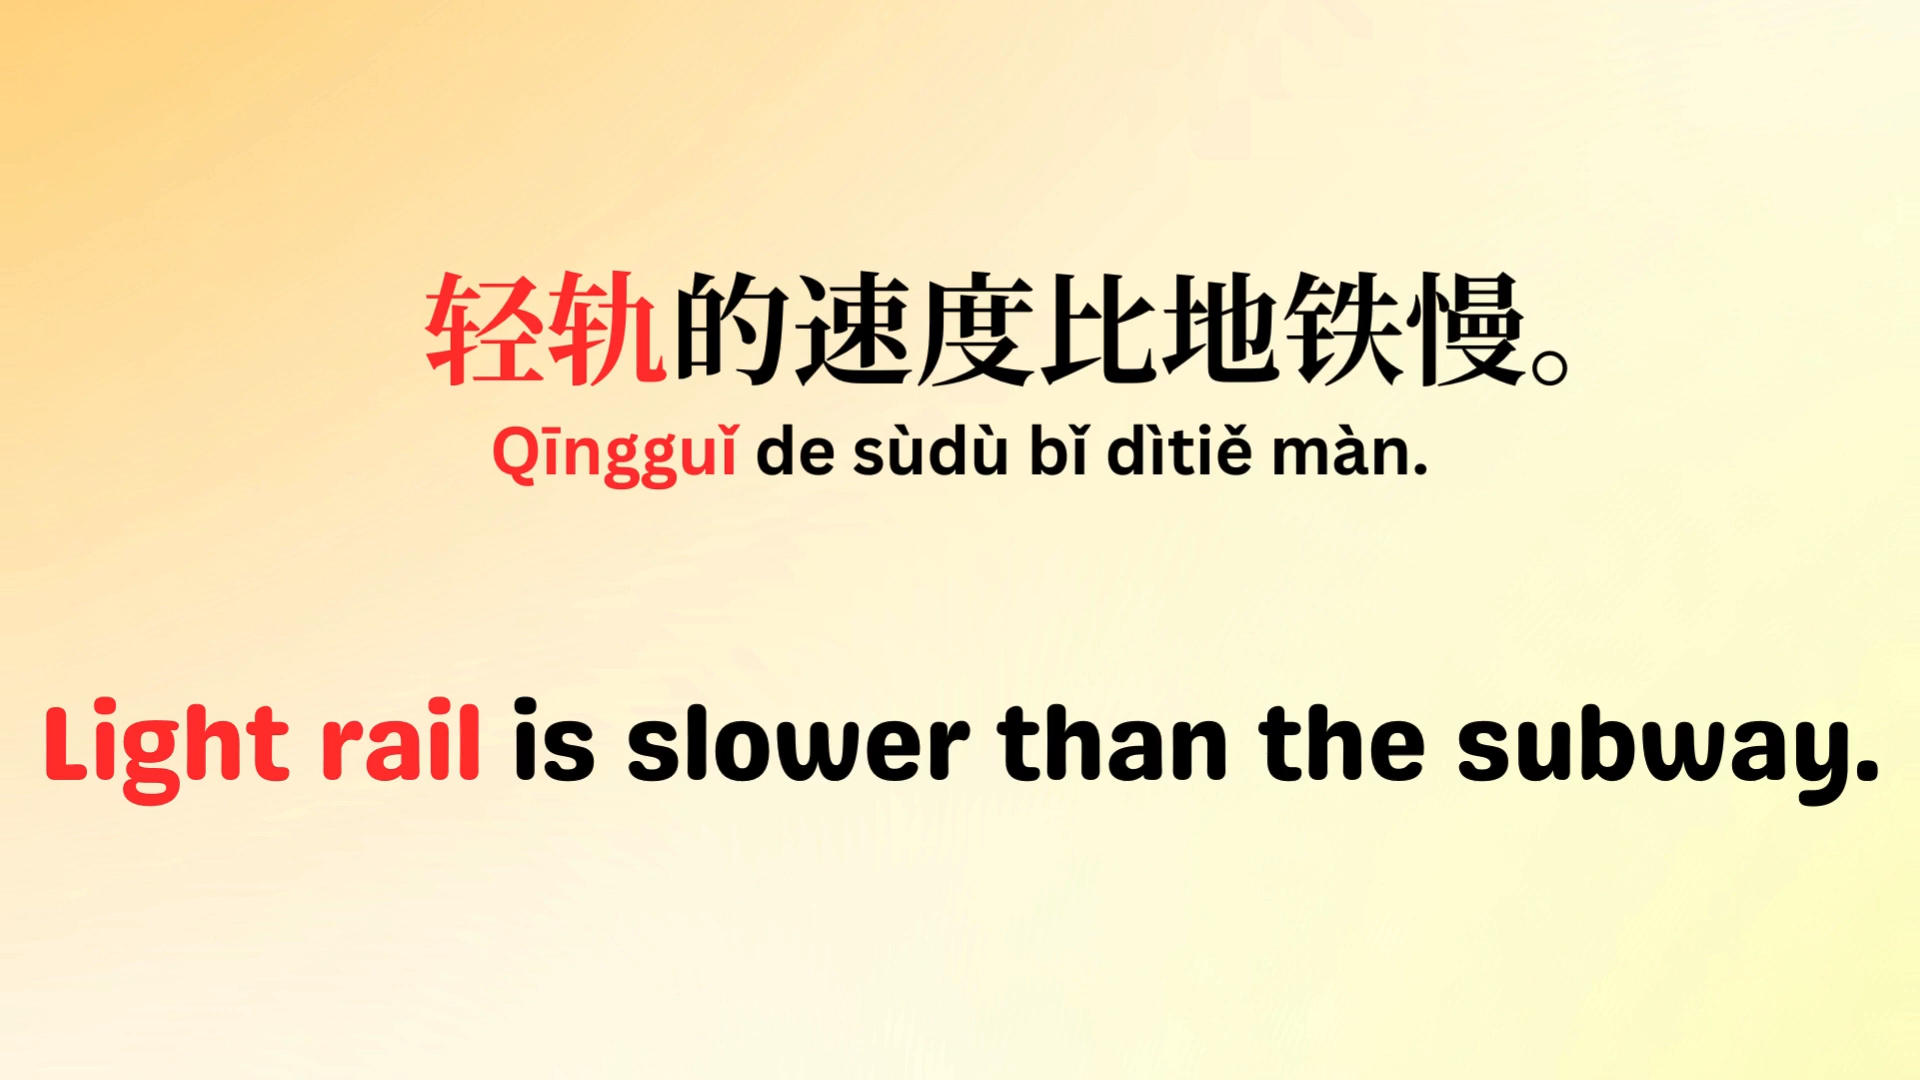 轻轨的速度比地铁慢。
Qīngguǐ de sùdù bǐ dìtiě màn.
Light rail is slower than the subway.